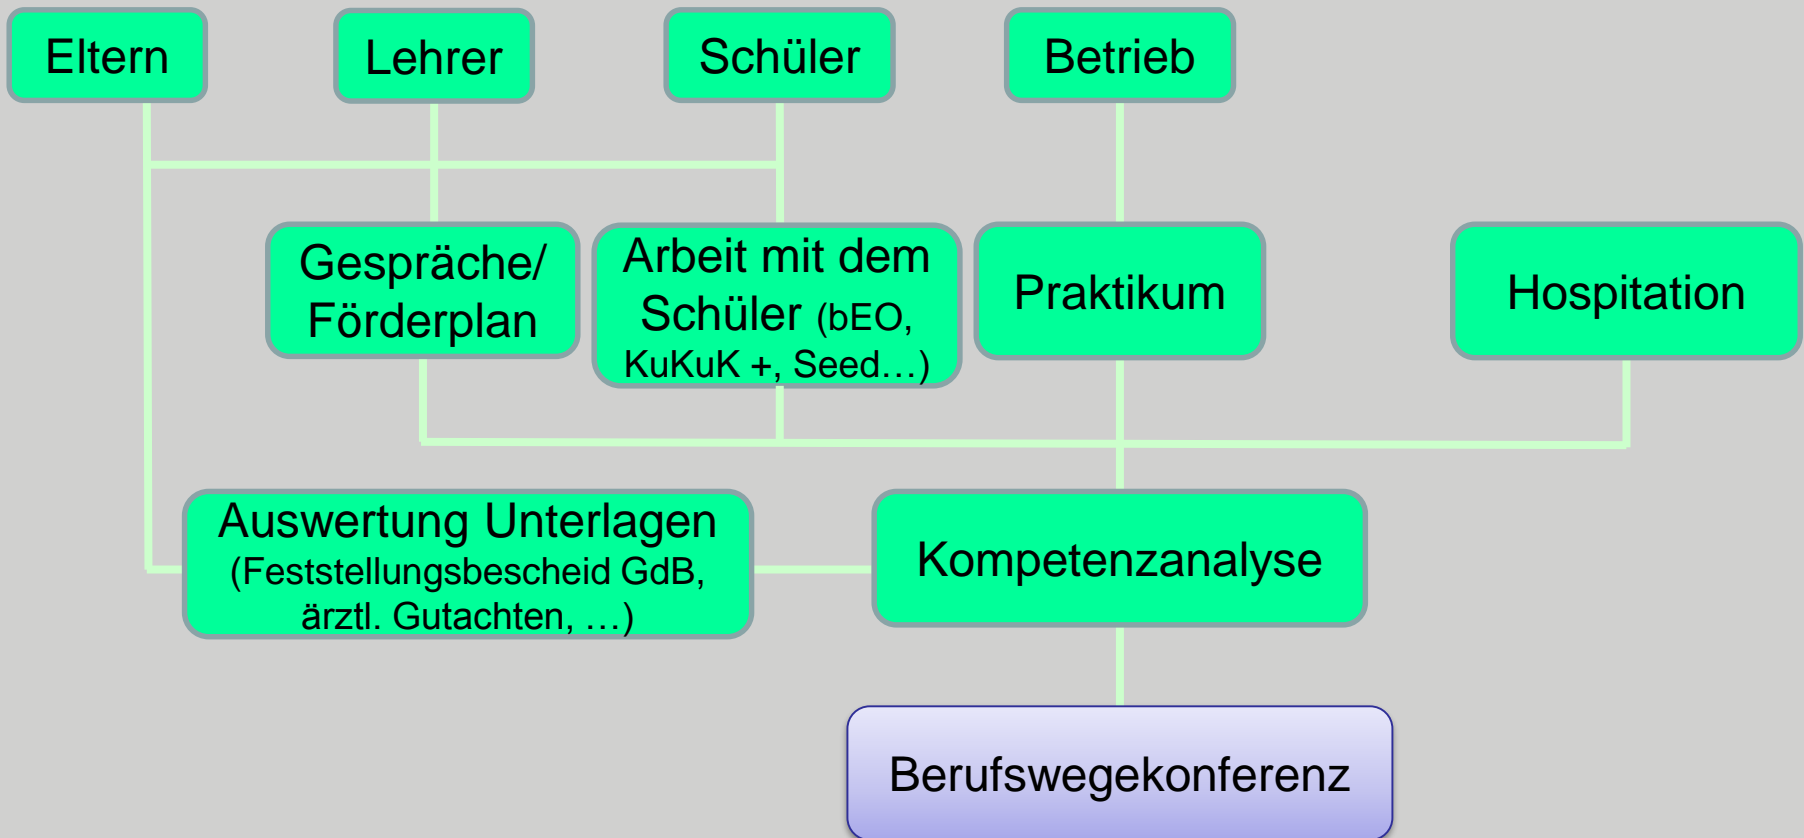 Eltern
Lehrer
Schüler
Betrieb
Gespräche/
Förderplan
Arbeit mit dem
Schüler (bEO,
KuKuK +, Seed…)
Praktikum
Hospitation
Auswertung Unterlagen
(Feststellungsbescheid GdB,
ärztl. Gutachten, …)
Kompetenzanalyse
Berufswegekonferenz